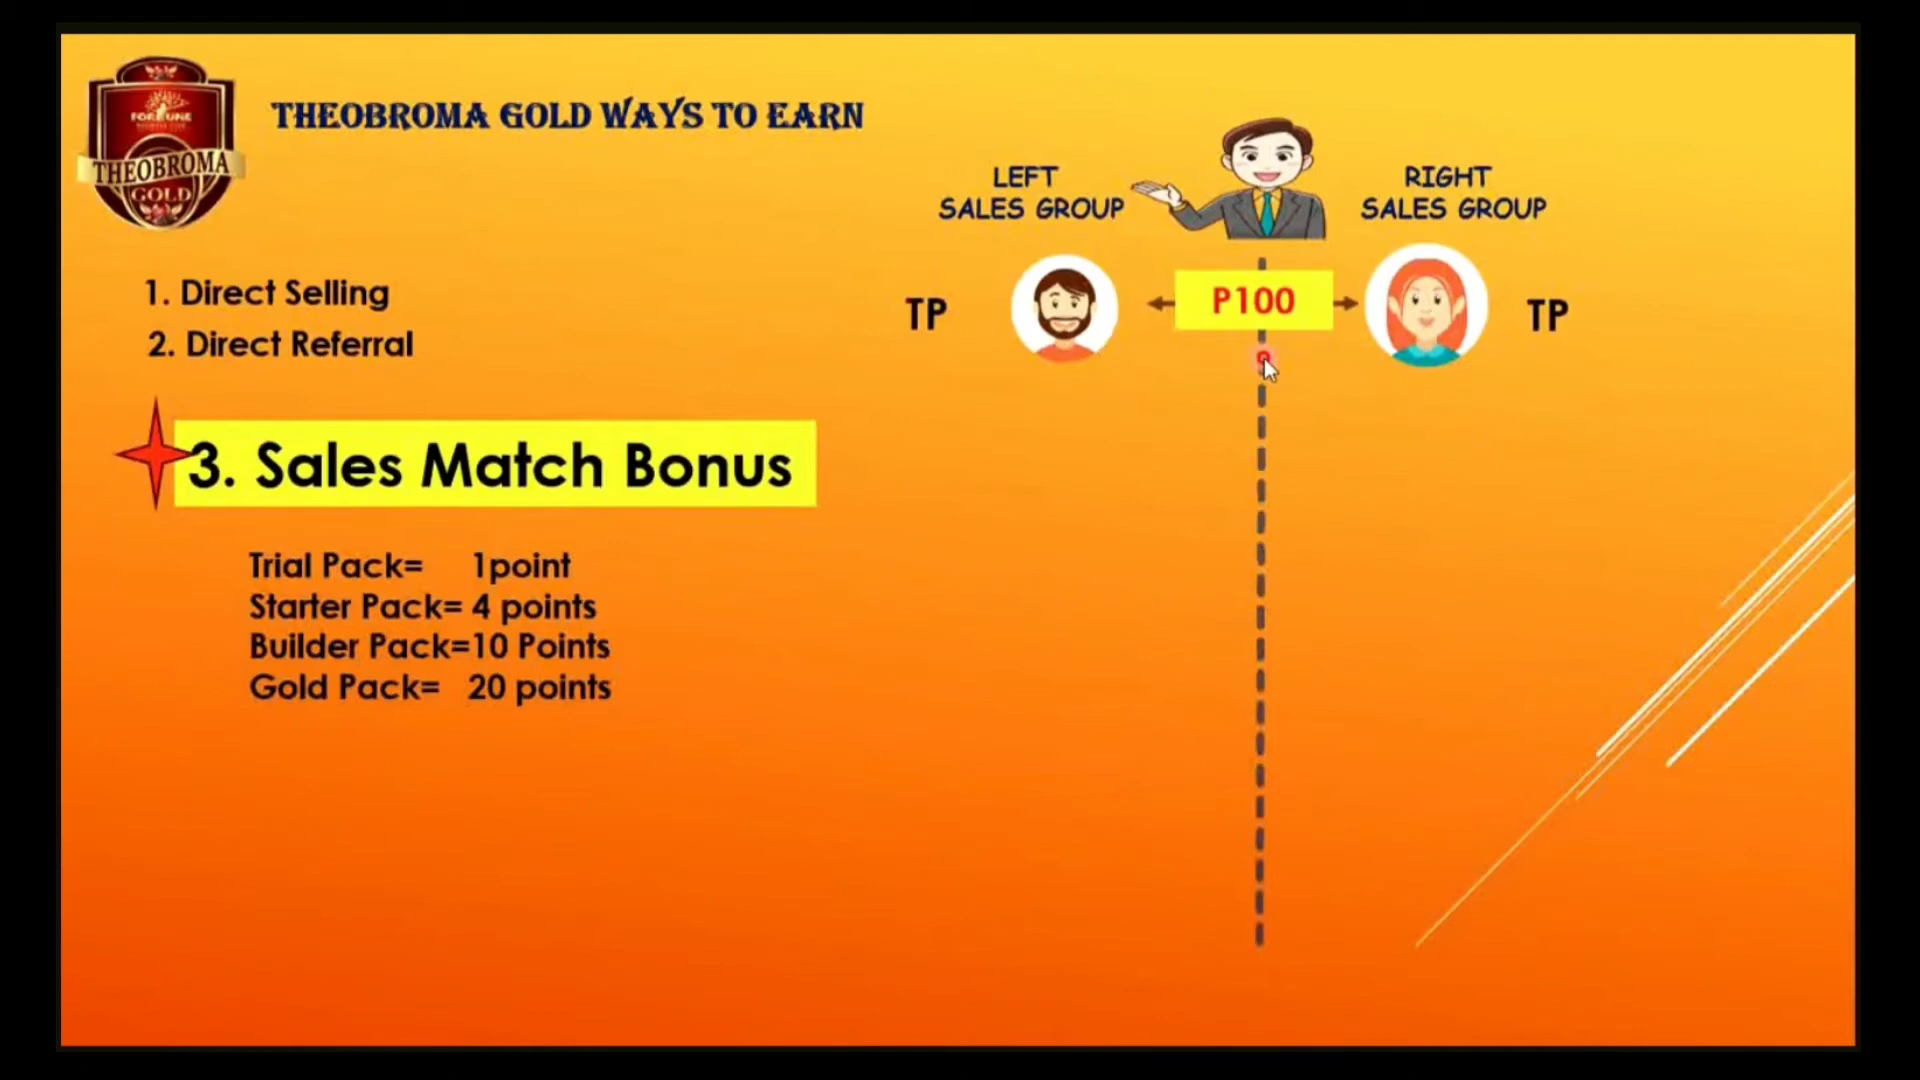 FORTUNE
THEOBROMA
GOLD
THEOBROMA GOLD WAYS TO EARN
LEFT
SALES GROUP
RIGHT
SALES GROUP
TP
P100
TP
1. Direct Selling
2. Direct Referral
3. Sales Match Bonus
Trial Pack= 1point
Starter Pack= 4 points
Builder Pack=10 Points
Gold Pack= 20 points